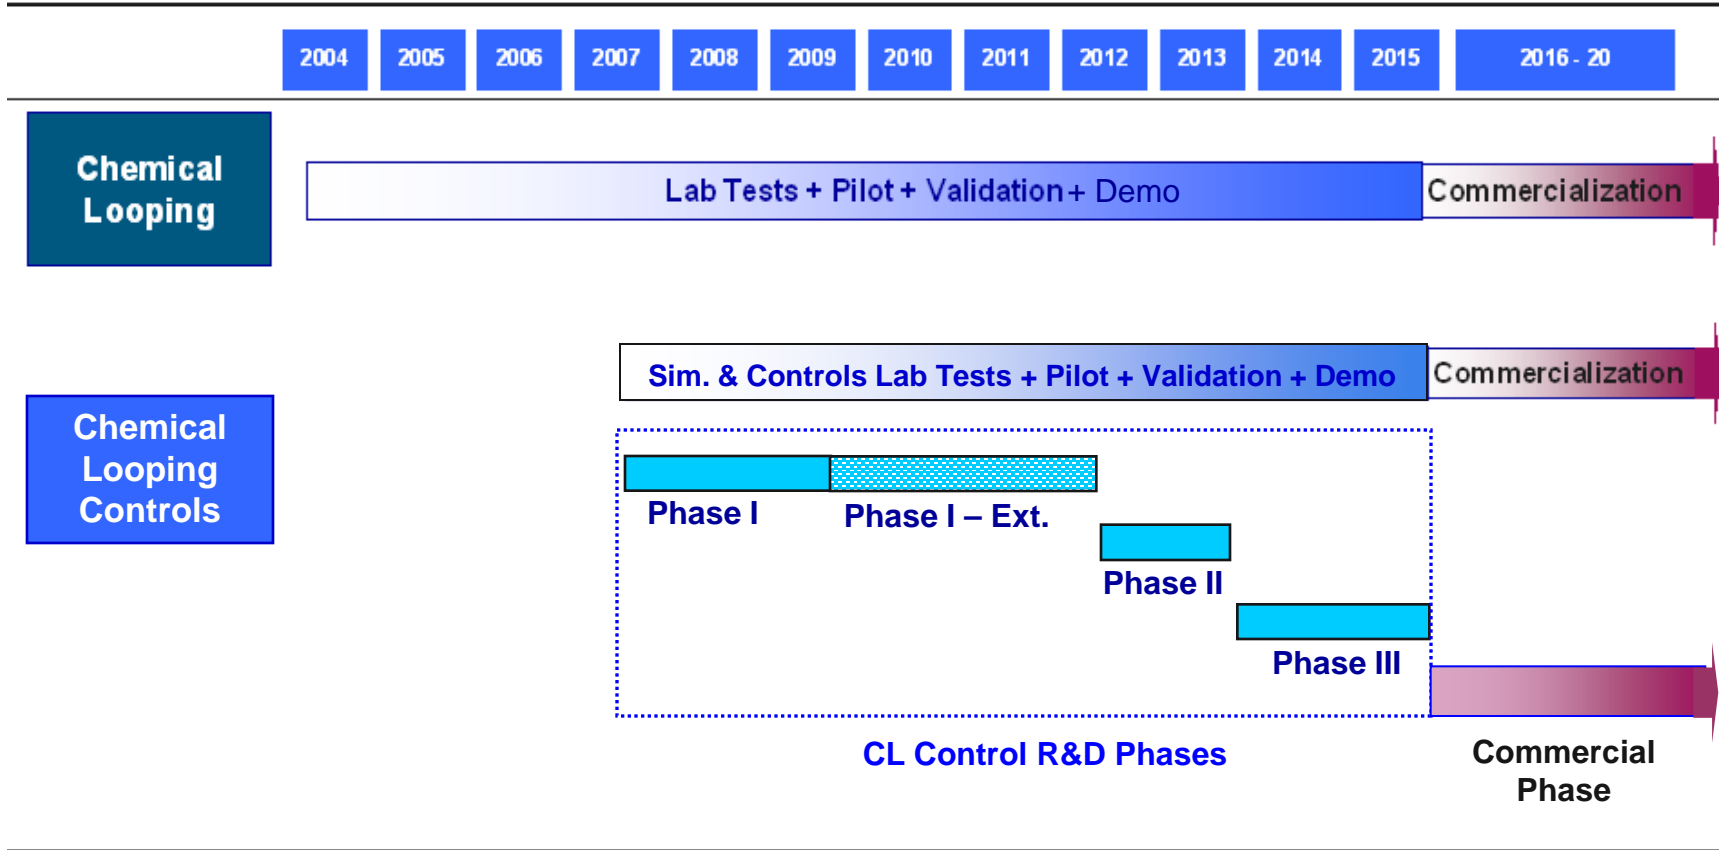 2004 2005 2006 2007 2008 2009 2010 2011 2012 2013 2014 2015 2016 - 20
Chemical
Looping
Lab Tests + Pilot + Validation + Demo
Commercialization
Sim. & Controls Lab Tests + Pilot + Validation + Demo
Commercialization
Chemical
Looping
Controls
Phase I
Phase I – Ext.
Phase II
Phase III
CL Control R&D Phases
Commercial
Phase